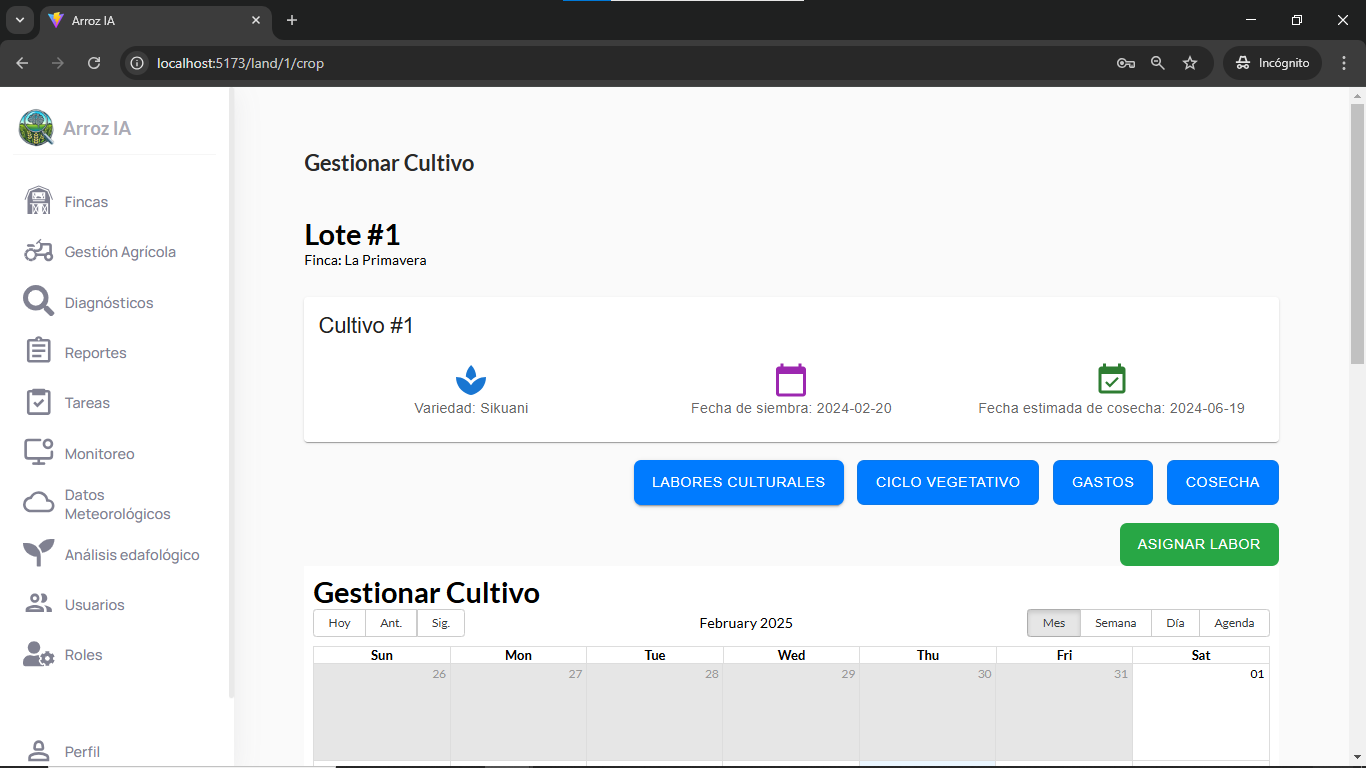 Arroz IA
localhost:5173/land/1/crop
Incógnito
Arroz IA
Fincas
Gestión Agrícola
Diagnósticos
Reportes
Tareas
Monitoreo
Datos
Meteorológicos
Análisis edafológico
Usuarios
Roles
Perfil
Gestionar Cultivo
Lote #1
Finca: La Primavera
Cultivo #1
Variedad: Sikuani
Fecha de siembra: 2024-02-20
Fecha estimada de cosecha: 2024-06-19
LABORES CULTURALES
CICLO VEGETATIVO
GASTOS
COSECHA
ASIGNAR LABOR
Gestionar Cultivo
Hoy Ant. Sig. February 2025 Mes Semana Día Agenda
Sun Mon Tue Wed Thu Fri Sat
26 27 28 29 30 31 01